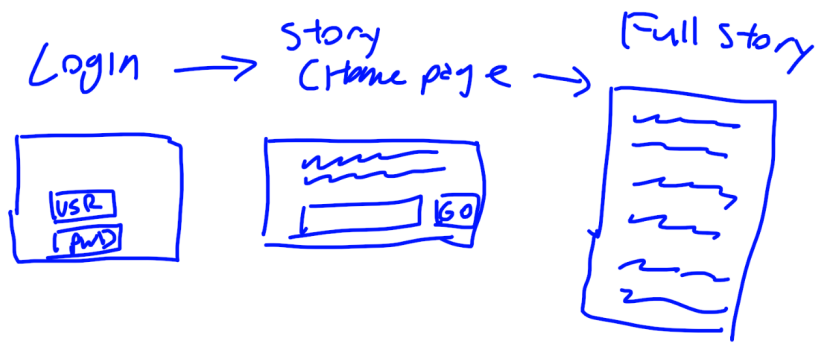 Login → Story → Full Story
(Home page
USR
PWD
GO